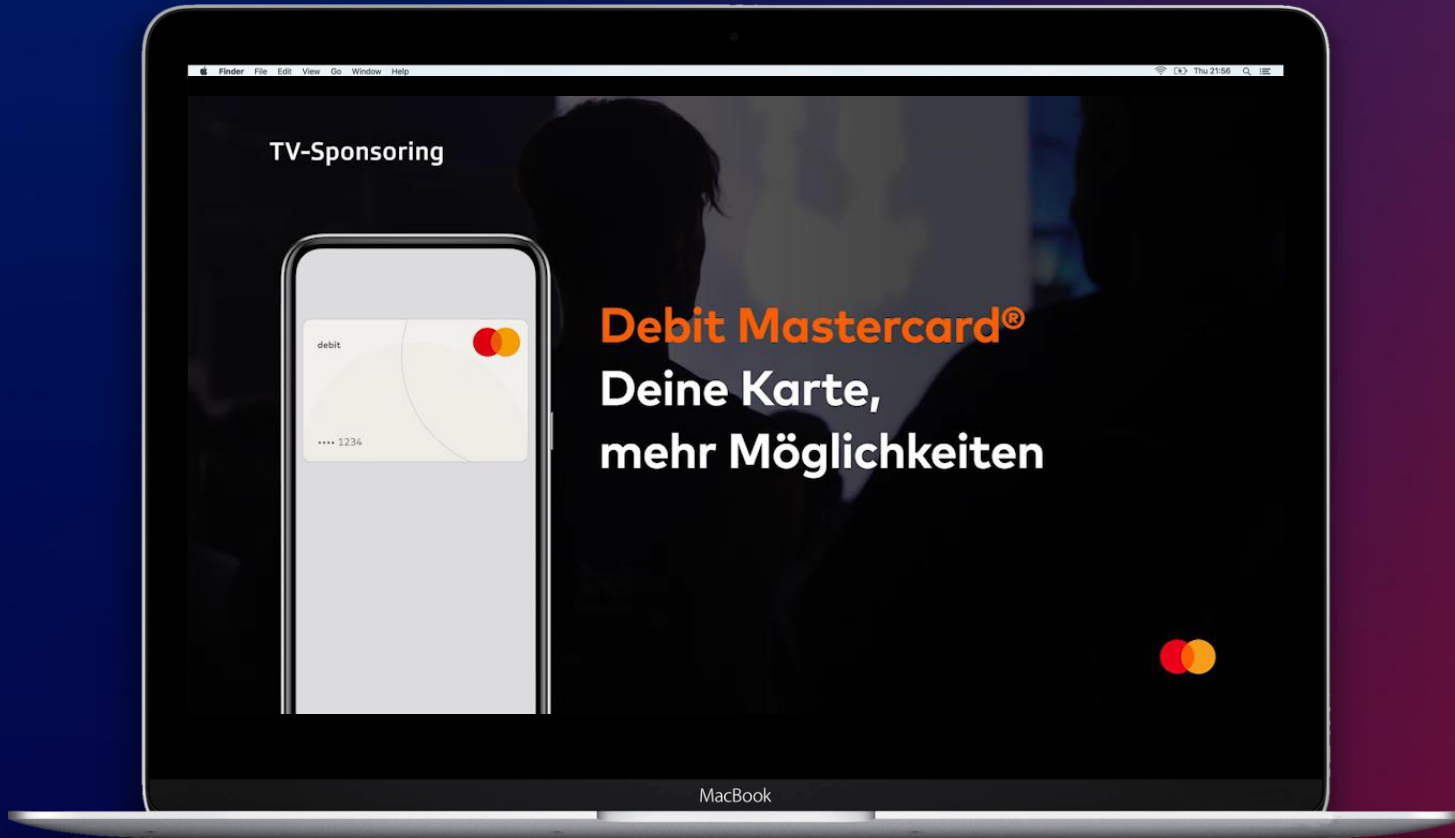 Finder File Edit View Go Window Help
Thu 21:56
TV-Sponsoring
debit
•••• 1234
Debit Mastercard®
Deine Karte,
mehr Möglichkeiten
MacBook